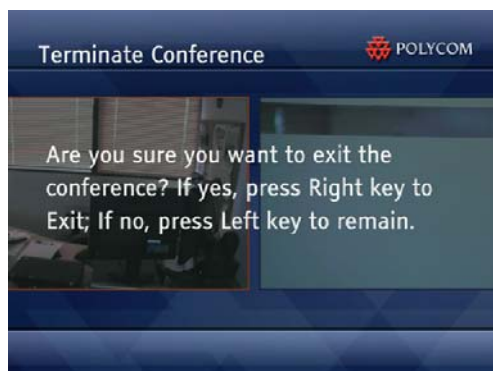 Terminate Conference
POLYCOM
Are you sure you want to exit the
conference? If yes, press Right key to
Exit; If no, press Left key to remain.